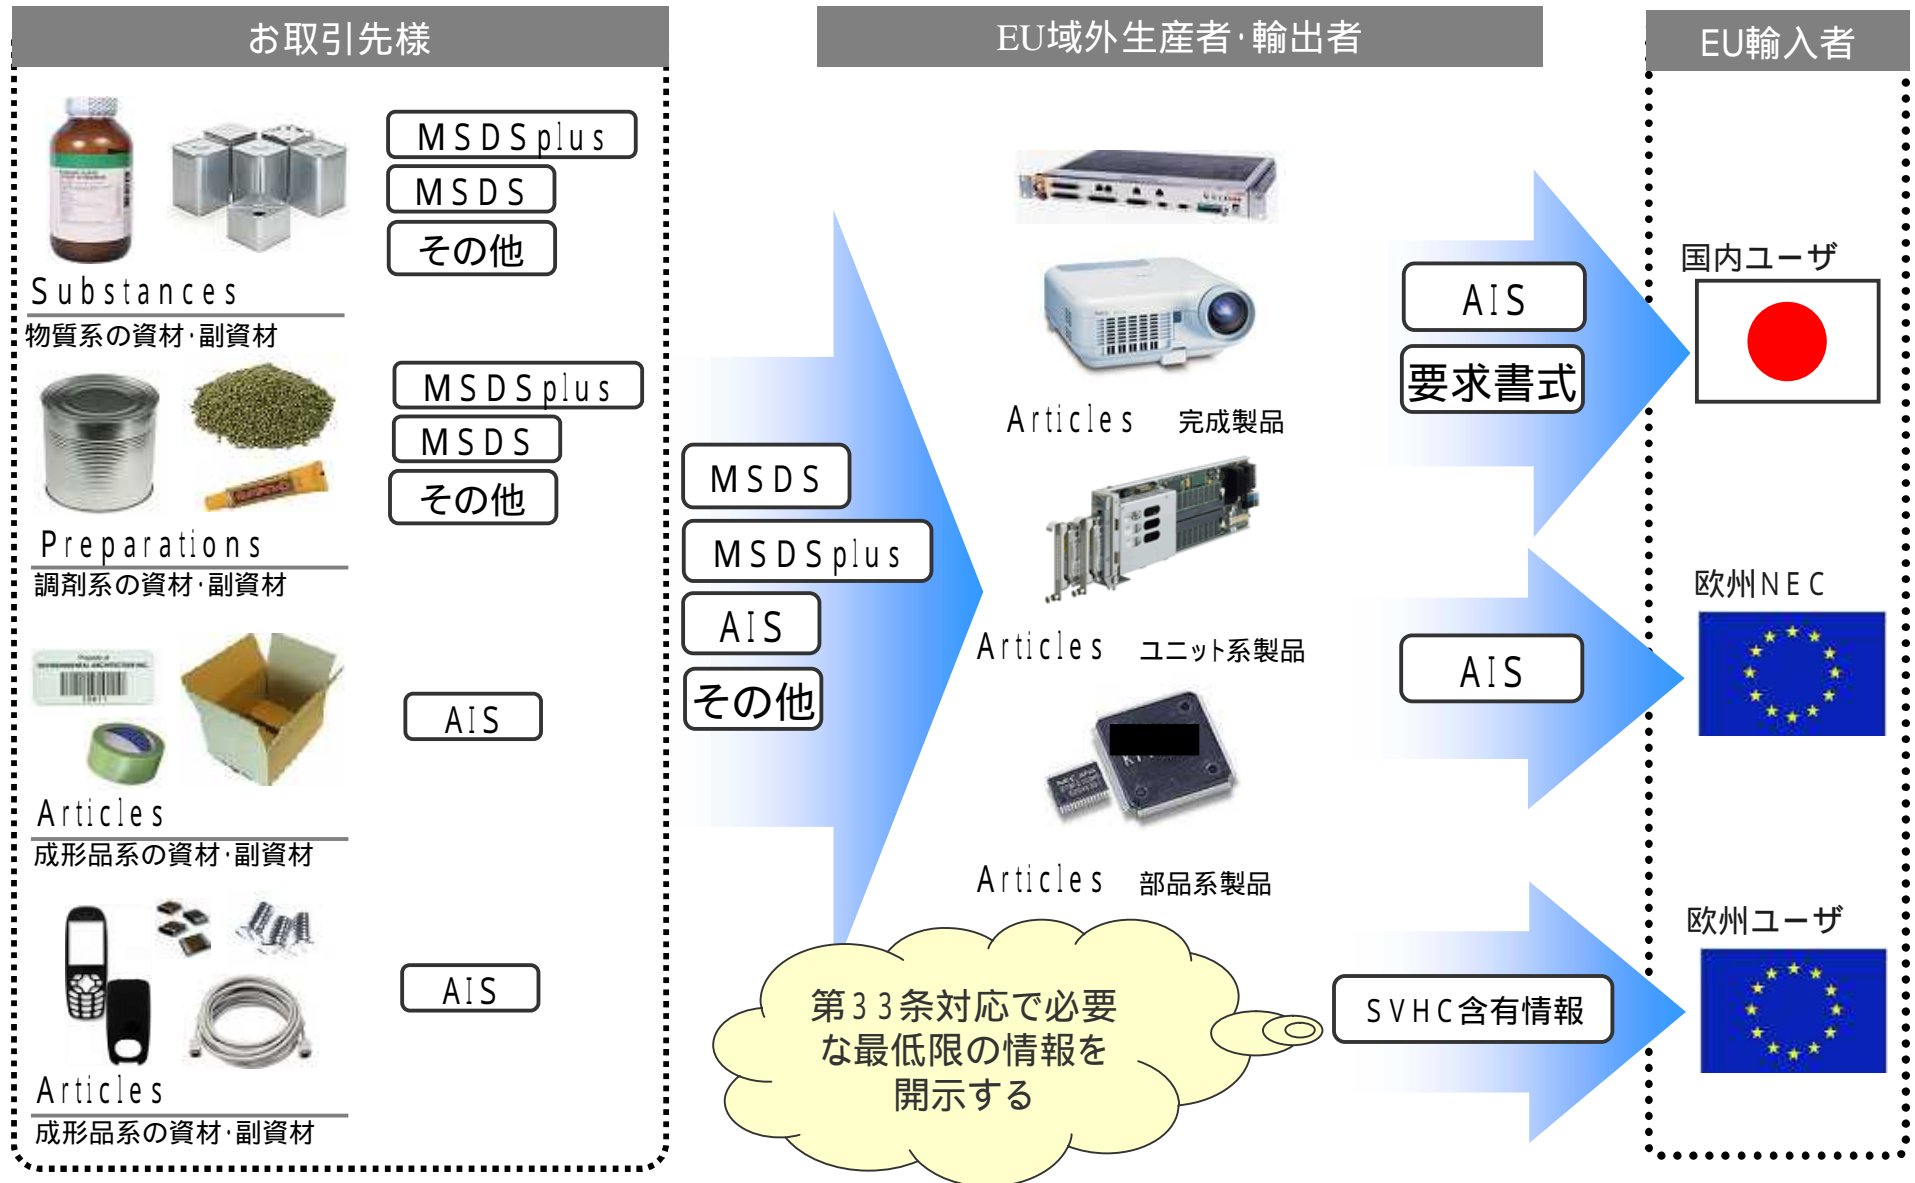 お取引先様
EU域外生産者・輸出者
EU輸入者
MSDSplus
MSDS
その他
Substances
物質系の資材・副資材
MSDSplus
MSDS
その他
Preparations
調剤系の資材・副資材
AIS
Articles
成形品系の資材・副資材
AIS
Articles
成形品系の資材・副資材
MSDS
MSDSplus
AIS
その他
Articles 完成製品
Articles ユニット系製品
Articles 部品系製品
第33条対応で必要
な最低限の情報を
開示する
AIS
要求書式
AIS
SVHC含有情報
国内ユーザ
欧州NEC
欧州ユーザ